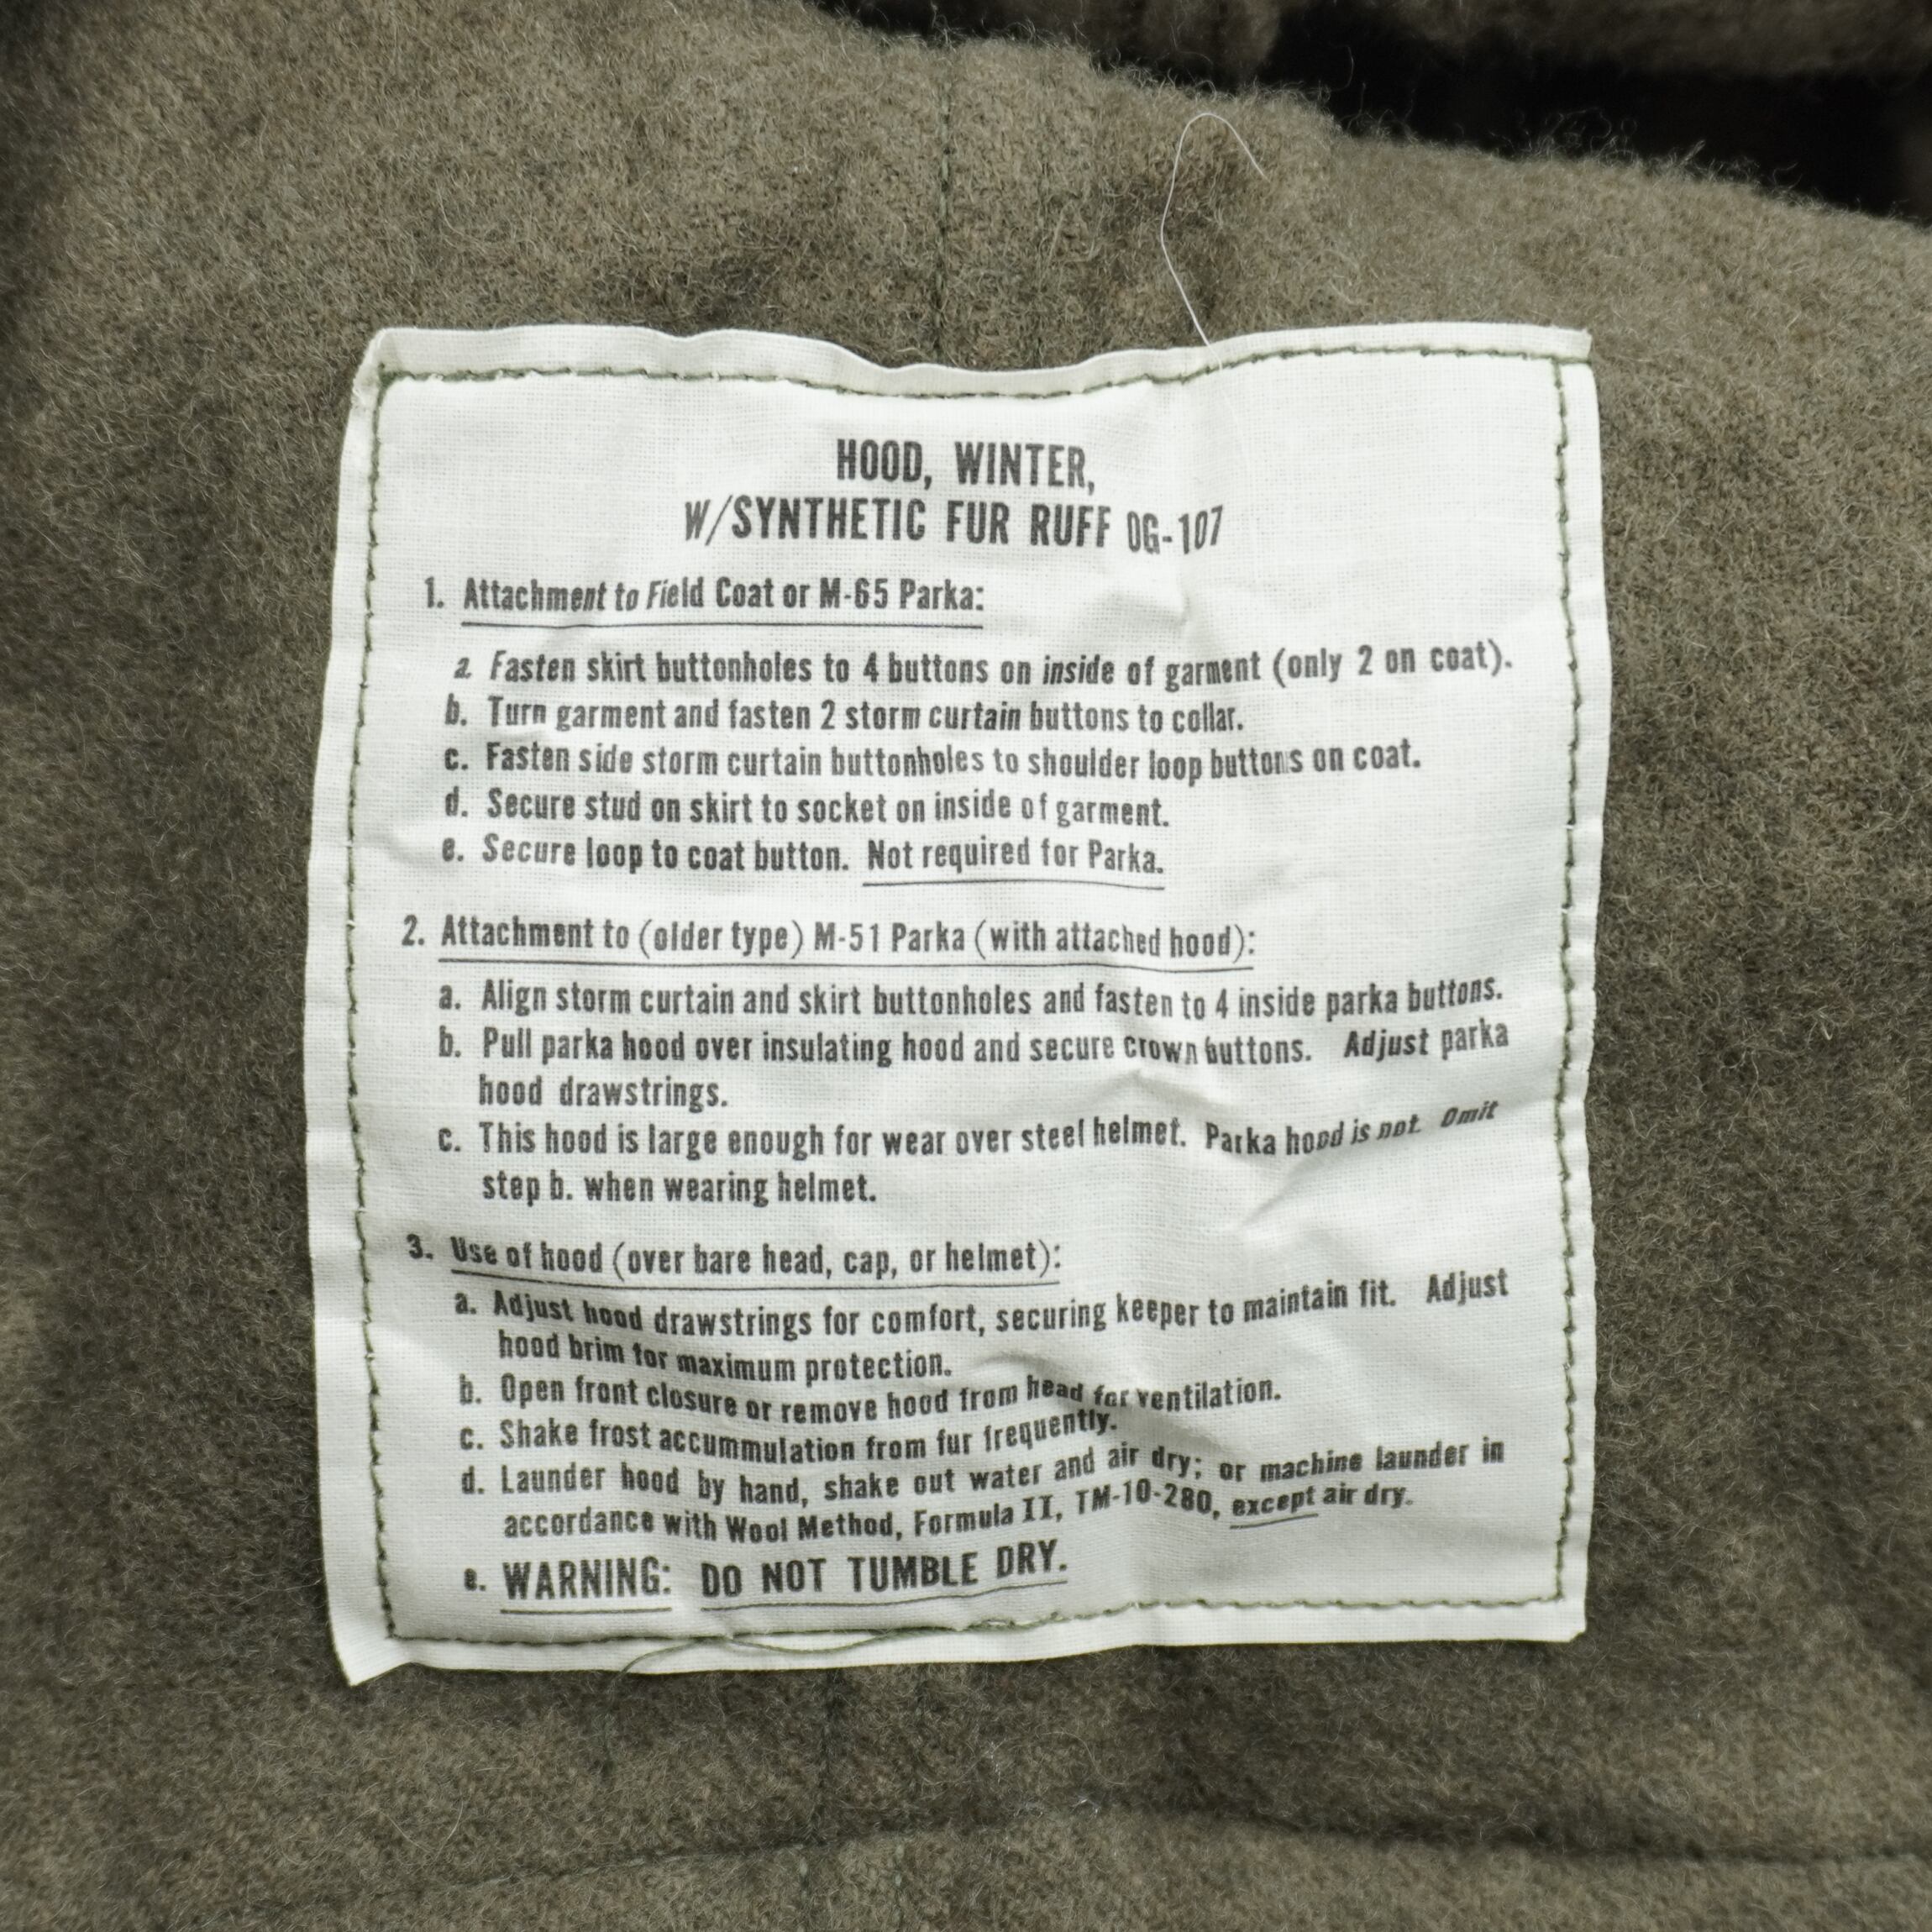 HOOD, WINTER,
W/SYNTHETIC FUR RUFF OG-107
1. Attachment to Field Coat or M-65 Parka:
a. Fasten skirt buttonholes to 4 buttons on inside of garment (only 2 on coat).
b. Turn garment and fasten 2 storm curtain buttons to collar.
c. Fasten side storm curtain buttonholes to shoulder loop buttons on coat.
d. Secure stud on skirt to socket on inside of garment.
e. Secure loop to coat button. Not required for Parka.
2. Attachment to (older type) M-51 Parka (with attached hood):
a. Align storm curtain and skirt buttonholes and fasten to 4 inside parka buttons.
b. Pull parka hood over insulating hood and secure crown buttons. Adjust parka
hood drawstrings.
c. This hood is large enough for wear over steel helmet. Parka hood is not. Omit
step b. when wearing helmet.
3. Use of hood (over bare head, cap, or helmet):
a. Adjust hood drawstrings for comfort, securing keeper to maintain fit. Adjust
hood brim for maximum protection.
b. Open front closure or remove hood from head for ventilation.
c. Shake frost accummulation from fur frequently.
d. Launder hood by hand, shake out water and air dry; or machine launder in
accordance with Wool Method, Formula II, TM-10-280, except air dry.
e. WARNING: DO NOT TUMBLE DRY.